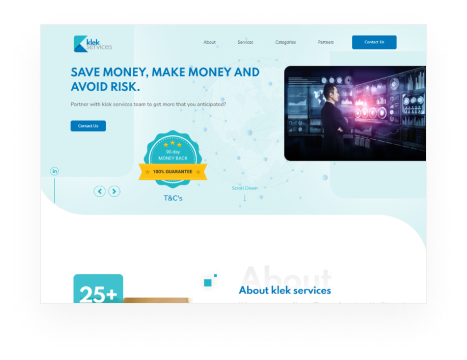 klek
services
About Services Categories Partners Contact Us
SAVE MONEY, MAKE MONEY AND
AVOID RISK.
Partner with klek services team to get more that you anticipated?
Contact Us
MONEY BACK
100% GUARANTEE
T&C's
Scroll Down
in
About
25+
About klek services